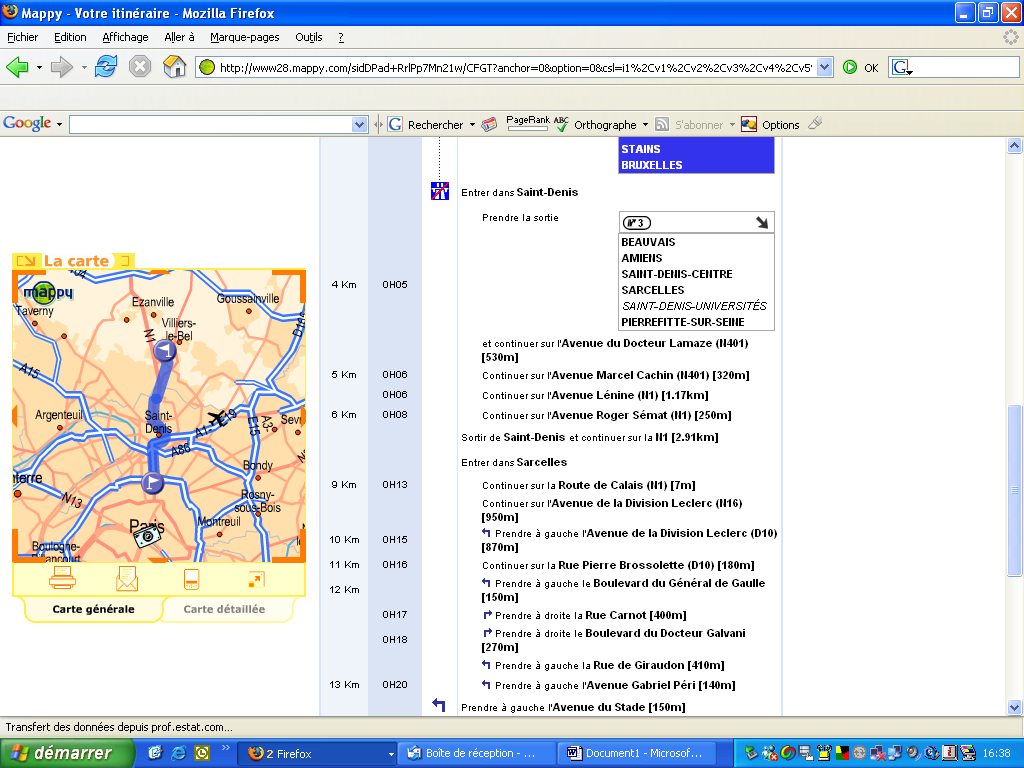 Mappy - Votre itinéraire - Mozilla Firefox
Fichier Edition Affichage Aller à Marque-pages Outils ?
http://www28.mappy.com/sidDPad+RrlPp7Mn21w/CFGT?anchor=0&option=0&csl=i1%2Cv1%2Cv2%2Cv3%2Cv4%2Cv5 OK G
Google G Rechercher PageRank ABC Orthographe S'abonner Options
STAINS
BRUXELLES
Entrer dans Saint-Denis
Prendre la sortie
3
BEAUVAIS
AMIENS
SAINT-DENIS-CENTRE
SARCELLES
SAINT-DENIS-UNIVERSITÉS
PIERREFITTE-SUR-SEINE
4 Km 0H05
et continuer sur l'Avenue du Docteur Lamaze (N401)
[530m]
5 Km 0H06 Continuer sur l'Avenue Marcel Cachin (N401) [320m]
0H06 Continuer sur l'Avenue Lénine (N1) [1.17km]
6 Km 0H08 Continuer sur l'Avenue Roger Sémat (N1) [250m]
Sortir de Saint-Denis et continuer sur la N1 [2.91km]
Entrer dans Sarcelles
9 Km 0H13 Continuer sur la Route de Calais (N1) [7m]
Continuer sur l'Avenue de la Division Leclerc (N16)
[950m]
10 Km 0H15 Prendre à gauche l'Avenue de la Division Leclerc (D10)
[870m]
11 Km 0H16 Continuer sur la Rue Pierre Brossolette (D10) [180m]
12 Km Prendre à gauche le Boulevard du Général de Gaulle
[150m]
0H17 Prendre à droite la Rue Carnot [400m]
0H18 Prendre à droite le Boulevard du Docteur Galvani
[270m]
Prendre à gauche la Rue de Giraudon [410m]
13 Km 0H20 Prendre à gauche l'Avenue Gabriel Péri [140m]
Prendre à gauche l'Avenue du Stade [150m]
La carte
mappy
Taverny
Ezanville
Goussainville
N1
Villiers-
le-Bel
A15
Argenteuil
Saint-
Denis
A1-E19
A86
E15
A3-
Sevr
nterre
N13
Bondy
Rosny-
sous-Bois
Paris
Montreuil
Boulogne-
Billancourt
Carte générale Carte détaillée
Transfert des données depuis prof.estat.com...
démarrer 2 Firefox Boîte de réception - ... Document1 - Microsof... 16:38